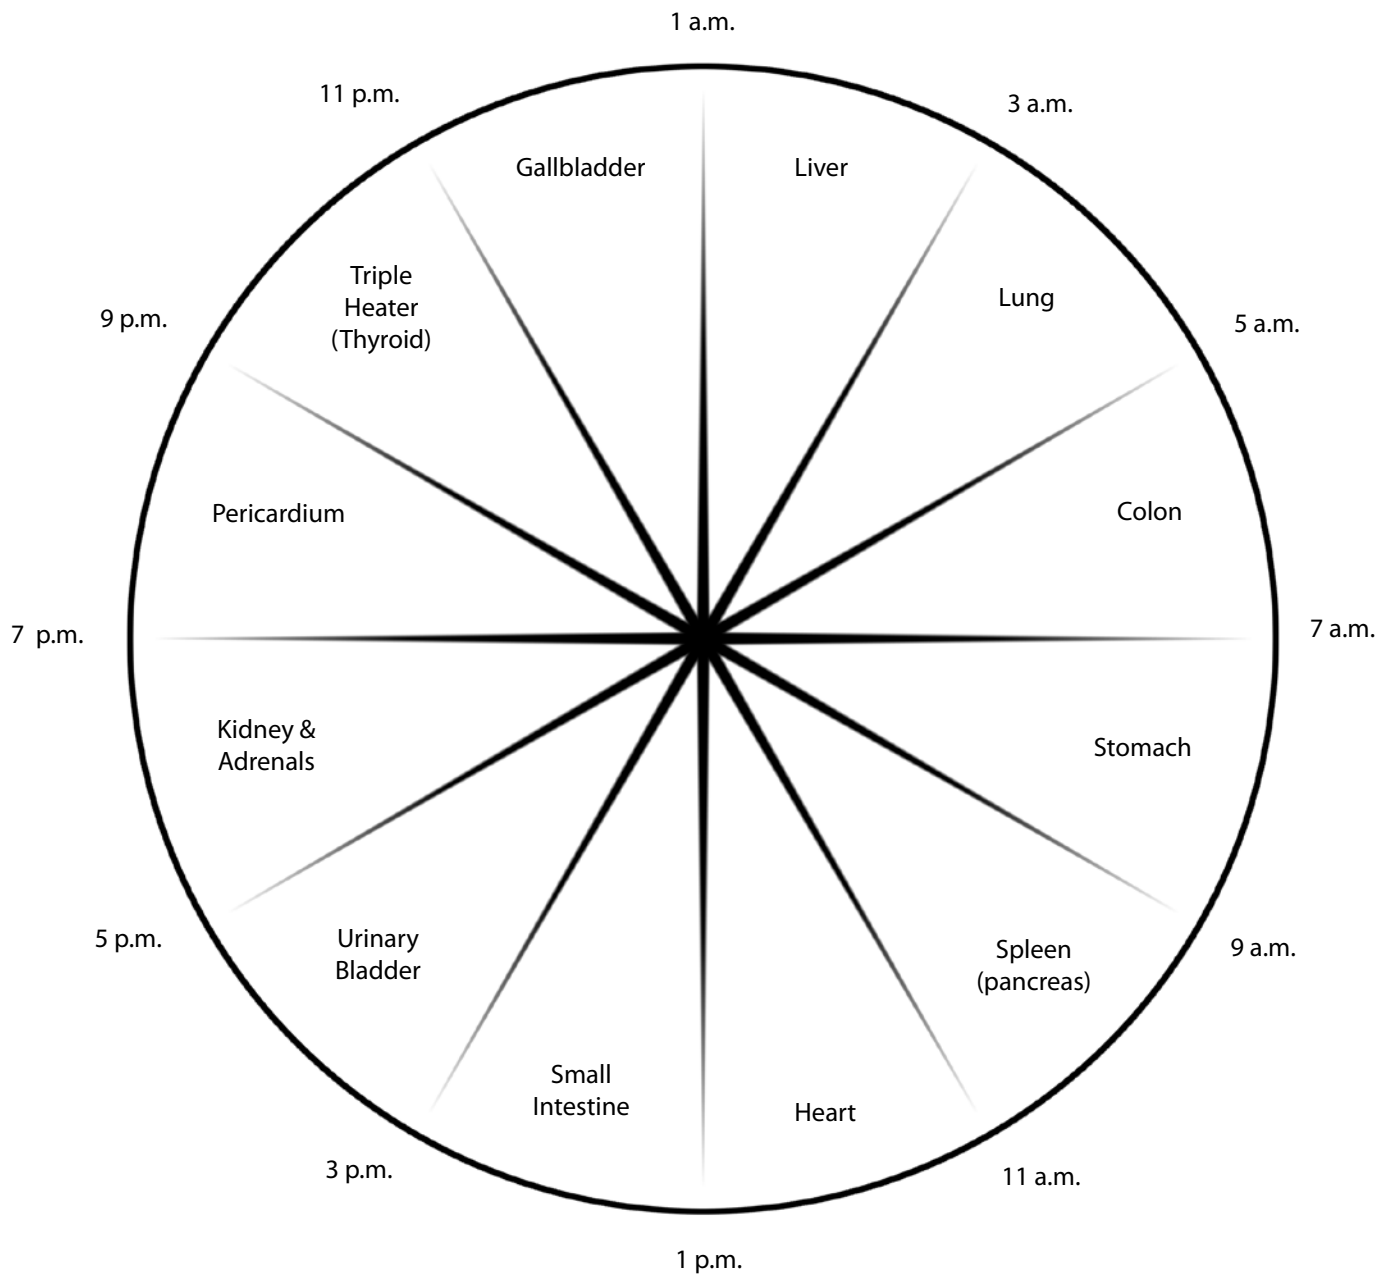 1 a.m.
11 p.m.
3 a.m.
Gallbladder
Liver
Triple
Heater
(Thyroid)
Lung
9 p.m.
5 a.m.
Pericardium
Colon
7  p.m.
7 a.m.
Kidney &
Adrenals
Stomach
5 p.m.
9 a.m.
Urinary
Bladder
Spleen
(pancreas)
Small
Intestine
Heart
3 p.m.
11 a.m.
1 p.m.